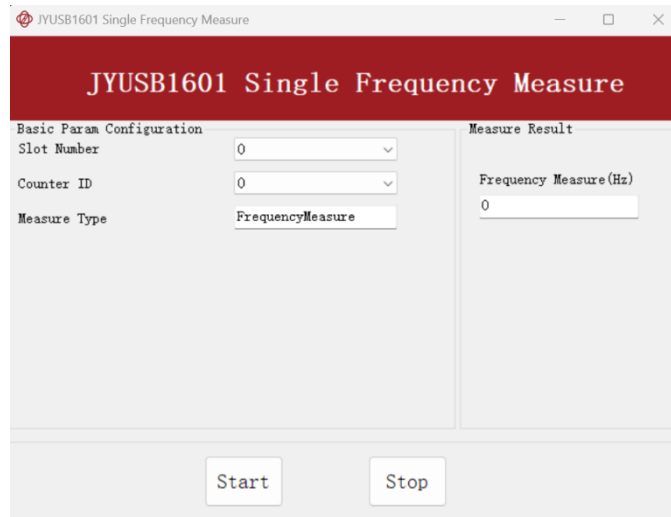 JYUSB1601 Single Frequency Measure
JYUSB1601 Single Frequency Measure
Basic Param Configuration
Slot Number
0
Counter ID
0
Measure Type
FrequencyMeasure
Measure Result
Frequency Measure(Hz)
0
Start
Stop